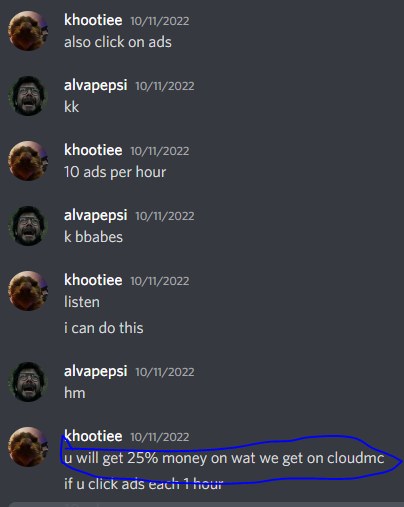 khootiee 10/11/2022
also click on ads
alvapepsi 10/11/2022
kk
khootiee 10/11/2022
10 ads per hour
alvapepsi 10/11/2022
k bbabes
khootiee 10/11/2022
listen
i can do this
alvapepsi 10/11/2022
hm
khootiee 10/11/2022
u will get 25% money on wat we get on cloudmc
if u click ads each 1 hour